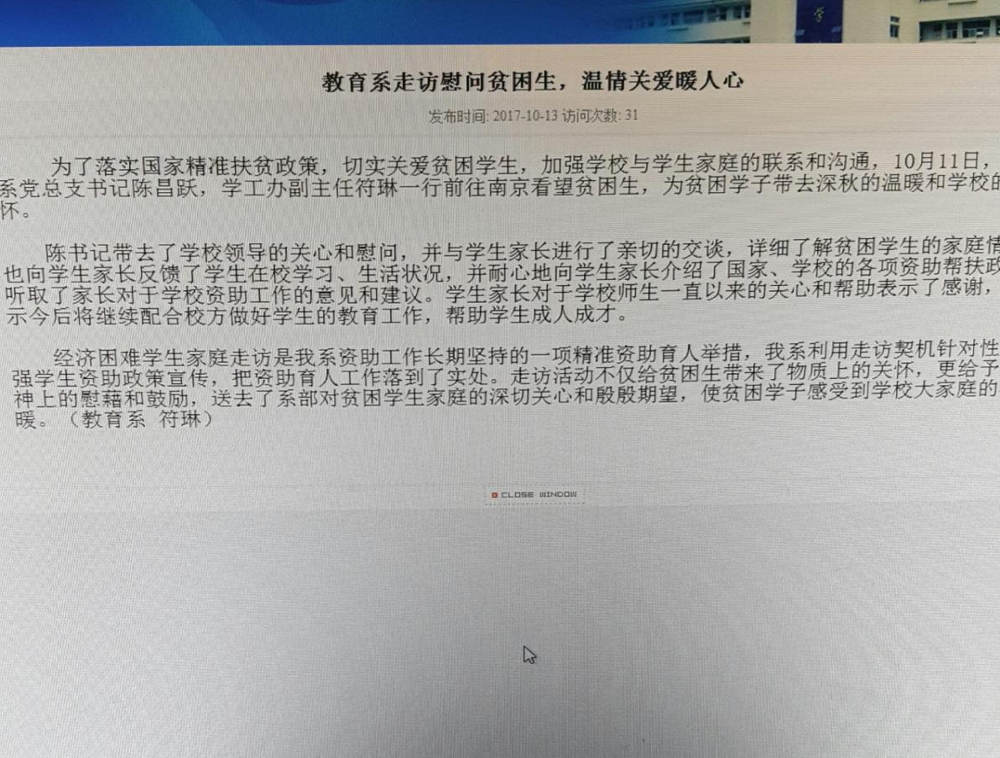 学
教育系走访慰问贫困生，温情关爱暖人心
发布时间: 2017-10-13 访问次数: 31
为了落实国家精准扶贫政策，切实关爱贫困学生，加强学校与学生家庭的联系和沟通，10月11日，
系党总支书记陈昌跃，学工办副主任符琳一行前往南京看望贫困生，为贫困学子带去深秋的温暖和学校的
怀。
陈书记带去了学校领导的关心和慰问，并与学生家长进行了亲切的交谈，详细了解贫困学生的家庭情
也向学生家长反馈了学生在校学习、生活状况，并耐心地向学生家长介绍了国家、学校的各项资助帮扶政
听取了家长对于学校资助工作的意见和建议。学生家长对于学校师生一直以来的关心和帮助表示了感谢，
示今后将继续配合校方做好学生的教育工作，帮助学生成人成才。
经济困难学生家庭走访是我系资助工作长期坚持的一项精准资助育人举措，我系利用走访契机针对性
强学生资助政策宣传，把资助育人工作落到了实处。走访活动不仅给贫困生带来了物质上的关怀，更给予
神上的慰藉和鼓励，送去了系部对贫困学生家庭的深切关心和殷殷期望，使贫困学子感受到学校大家庭的
暖。（教育系 符琳）
CLOSE WINDOW